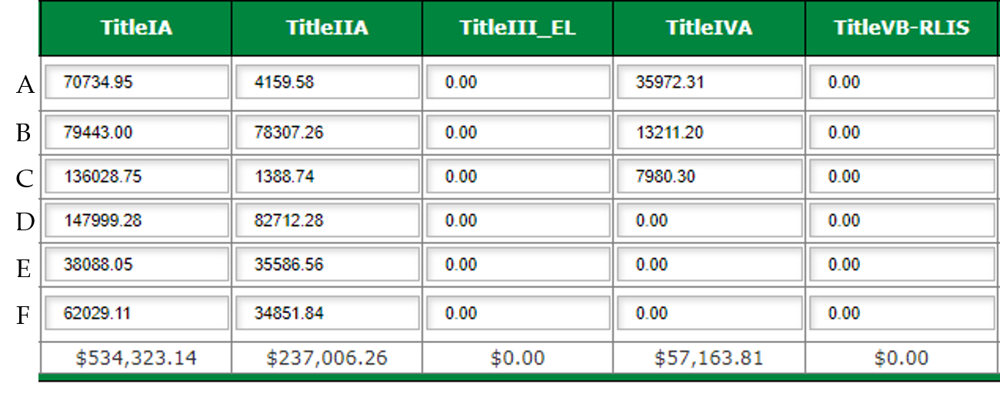 TitleIA TitleIIA TitleIII_EL TitleIVA TitleVB-RLIS
A 70734.95 4159.58 0.00 35972.31 0.00
B 79443.00 78307.26 0.00 13211.20 0.00
C 136028.75 1388.74 0.00 7980.30 0.00
D 147999.28 82712.28 0.00 0.00 0.00
E 38088.05 35586.56 0.00 0.00 0.00
F 62029.11 34851.84 0.00 0.00 0.00
$534,323.14 $237,006.26 $0.00 $57,163.81 $0.00